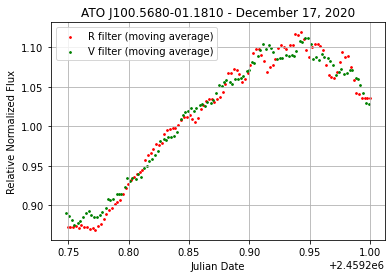 ATO J100.5680-01.1810 - December 17, 2020
R filter (moving average)
V filter (moving average)
Relative Normalized Flux
1.10
1.05
1.00
0.95
0.90
0.75
0.80
0.85
0.90
0.95
1.00
Julian Date
+2.4592e6